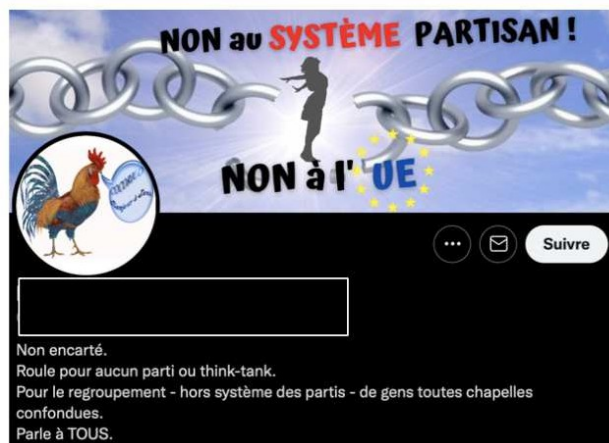 NON au SYSTÈME PARTISAN !
NON à l' UE
Suivre
Non encarté.
Roule pour aucun parti ou think-tank.
Pour le regroupement - hors système des partis - de gens toutes chapelles
confondues.
Parle à TOUS.